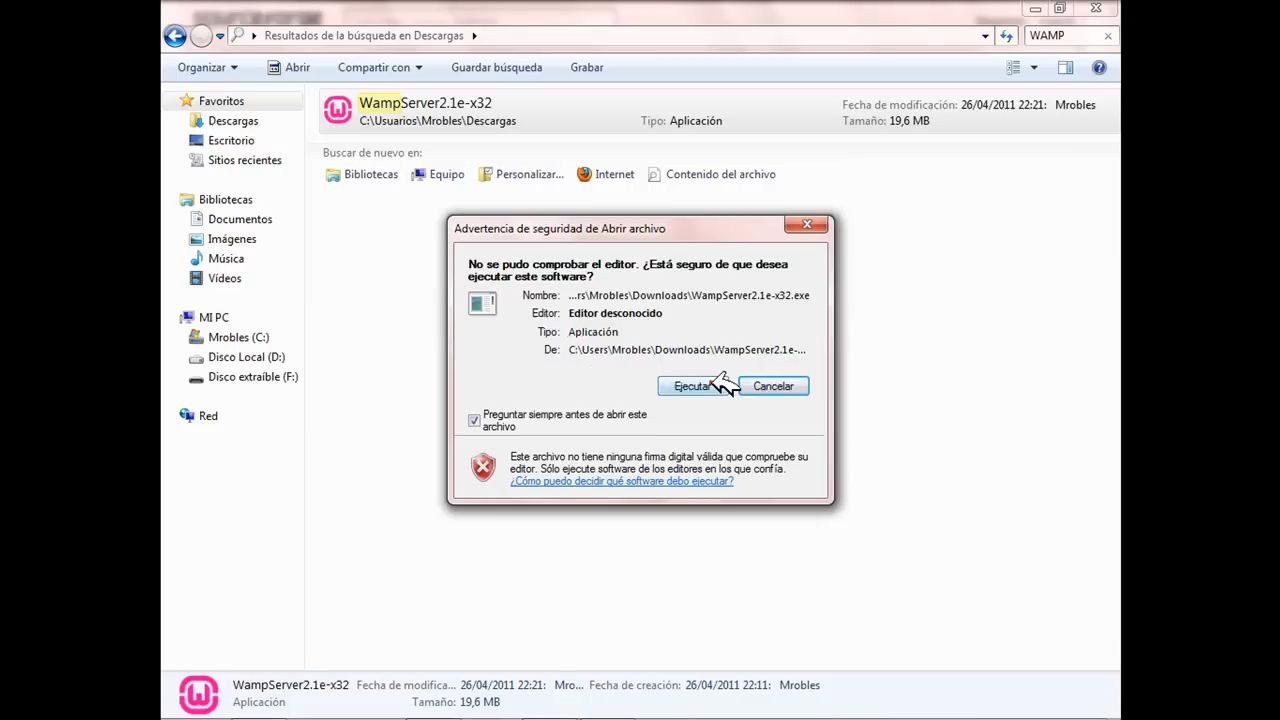 Resultados de la búsqueda en Descargas
WAMP
Organizar
Abrir
Compartir con
Guardar búsqueda
Grabar
Favoritos
Descargas
Escritorio
Sitios recientes
Bibliotecas
Documentos
Imágenes
Música
Vídeos
MI PC
Mrobles (C:)
Disco Local (D:)
Disco extraíble (F:)
Red
WampServer2.1e-x32
C:\Usuarios\Mrobles\Descargas
Tipo: Aplicación
Fecha de modificación: 26/04/2011 22:21: Mrobles
Tamaño: 19,6 MB
Buscar de nuevo en:
Bibliotecas
Equipo
Personalizar...
Internet
Contenido del archivo
Advertencia de seguridad de Abrir archivo
No se pudo comprobar el editor. ¿Está seguro de que desea
ejecutar este software?
Nombre: ...rs\Mrobles\Downloads\WampServer2.1e-x32.exe
Editor: Editor desconocido
Tipo: Aplicación
De: C:\Users\Mrobles\Downloads\WampServer2.1e-...
Ejecutar
Cancelar
Preguntar siempre antes de abrir este
archivo
Este archivo no tiene ninguna firma digital válida que compruebe su
editor. Sólo ejecute software de los editores en los que confía.
¿Cómo puedo decidir qué software debo ejecutar?
WampServer2.1e-x32 Fecha de modifica... 26/04/2011 22:21: Mro... Fecha de creación: 26/04/2011 22:11: Mrobles
Aplicación Tamaño: 19,6 MB